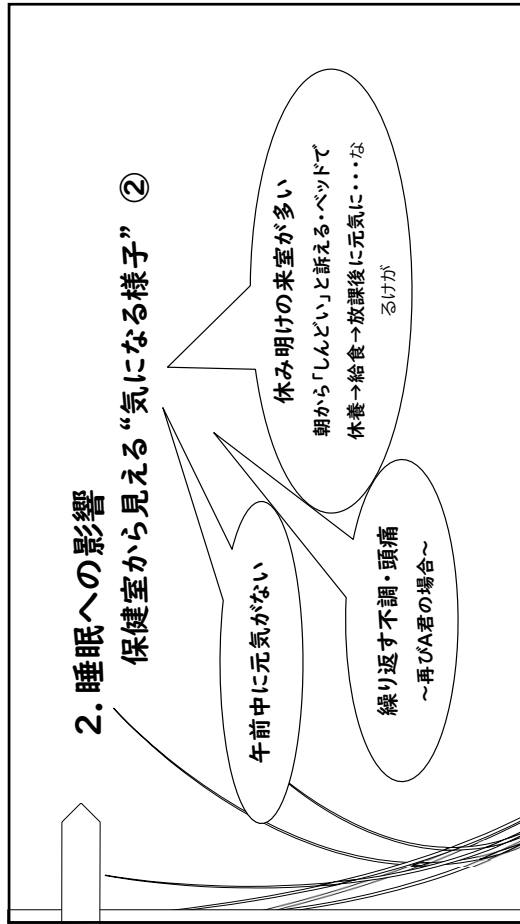 2. 睡眠への影響
保健室から見える“気になる様子” ②
午前中に元気がない
休み明けの来室が多い
朝から「しんどい」と訴える・ベッドで
休養→給食→放課後に元気に・・・な
るけが
繰り返す不調・頭痛
～再びA君の場合～